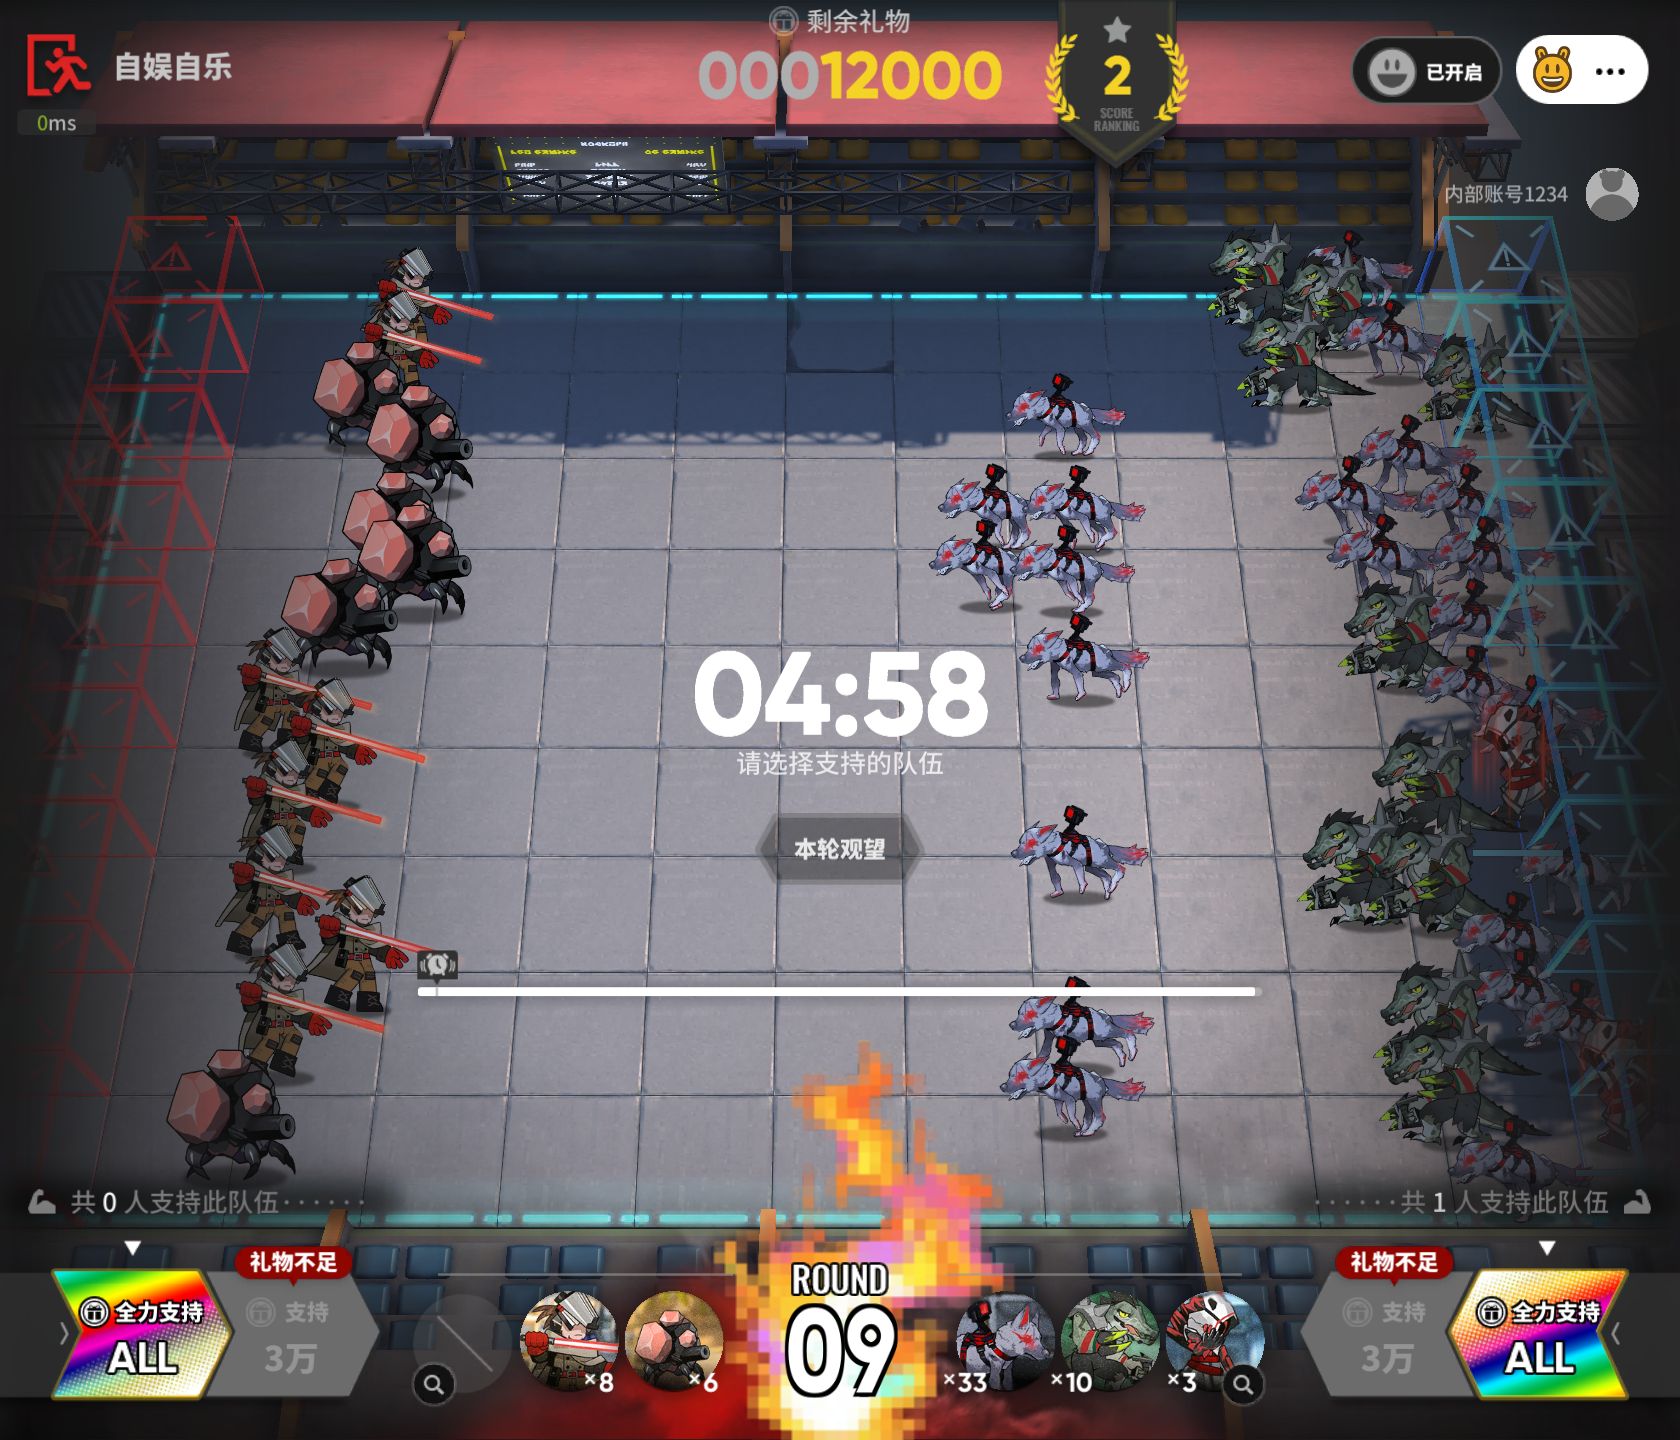 剩余礼物
自娱自乐
00012000
2
SCORE
RANKING
已开启
0ms
内部账号1234
04:58
请选择支持的队伍
本轮观望
共 0 人支持此队伍
共 1 人支持此队伍
礼物不足
礼物不足
全力支持
ALL
支持
3万
×8
×6
ROUND
09
×33
×10
×3
支持
3万
全力支持
ALL